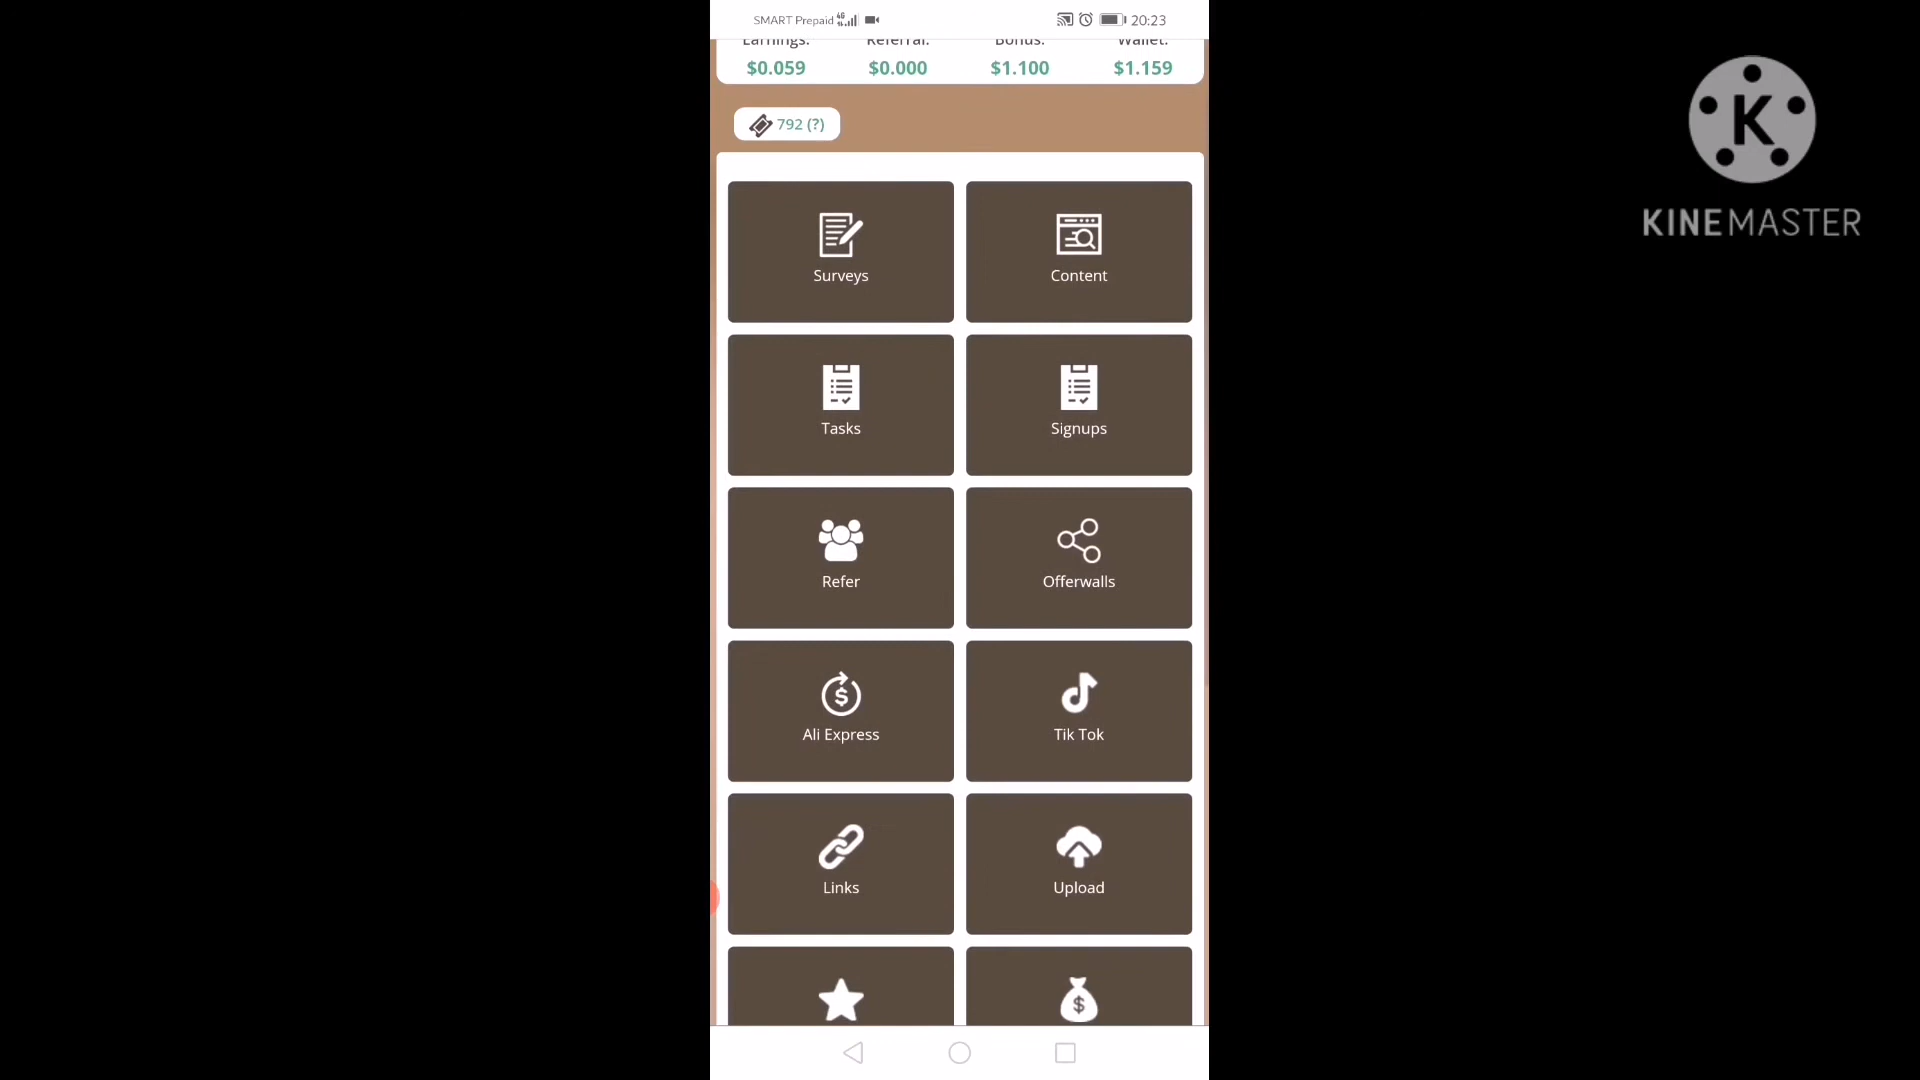 SMART Prepaid 4G 20:23
Earnings: Referral: Bonus: Wallet:
$0.059 $0.000 $1.100 $1.159
792 (?)
K
KINEMASTER
Surveys Content
Tasks Signups
Refer Offerwalls
Ali Express Tik Tok
Links Upload